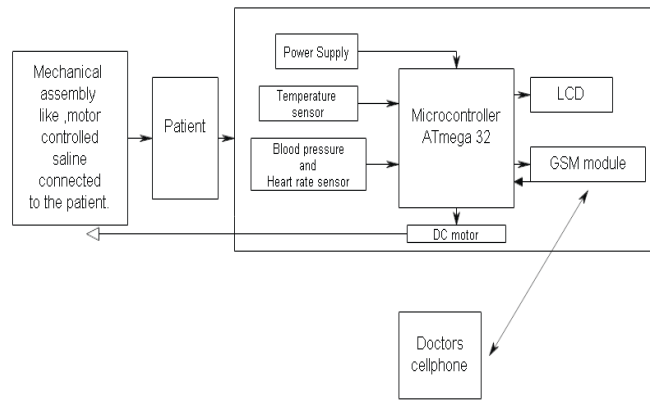 Mechanical
assembly
like ,motor
controlled
saline
connected
to the patient.
Patient
Power Supply
Temperature
sensor
Blood pressure
and
Heart rate sensor
Microcontroller
ATmega 32
LCD
GSM module
DC motor
Doctors
cellphone